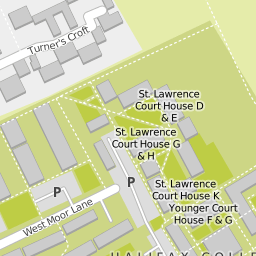 Turner's Croft
St. Lawrence
Court House D
& E
St. Lawrence
Court House G
& H
P
P
St. Lawrence
Court House K
Younger Court
House F & G
West Moor Lane